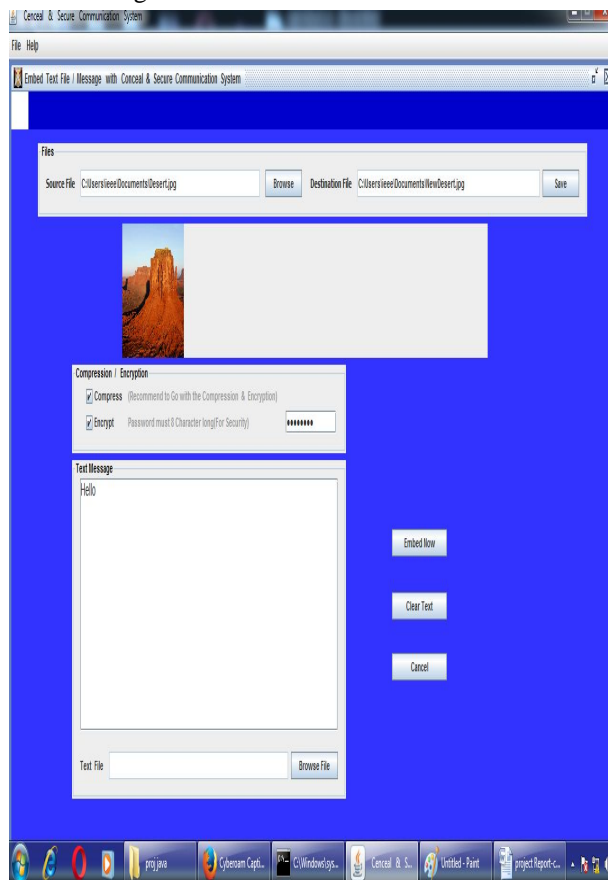 Cenceal & Secure Communication System
File Help
Embed Text File / Message with Conceal & Secure Communication System
Files
Source File C:\Users\ieee\Documents\Desert.jpg Browse Destination File C:\Users\ieee\Documents\NewDesert.jpg Save
Compression / Encryption
Compress (Recommend to Go with the Compression & Encryption)
Encrypt Password must 8 Character long(For Security)
Text Message
Hello
Embed Now
Clear Text
Cancel
Text File Browse File
proj java Cyberoam Capti... C:\Windows\sys... Cenceal & S... Untitled - Paint project Report-c...